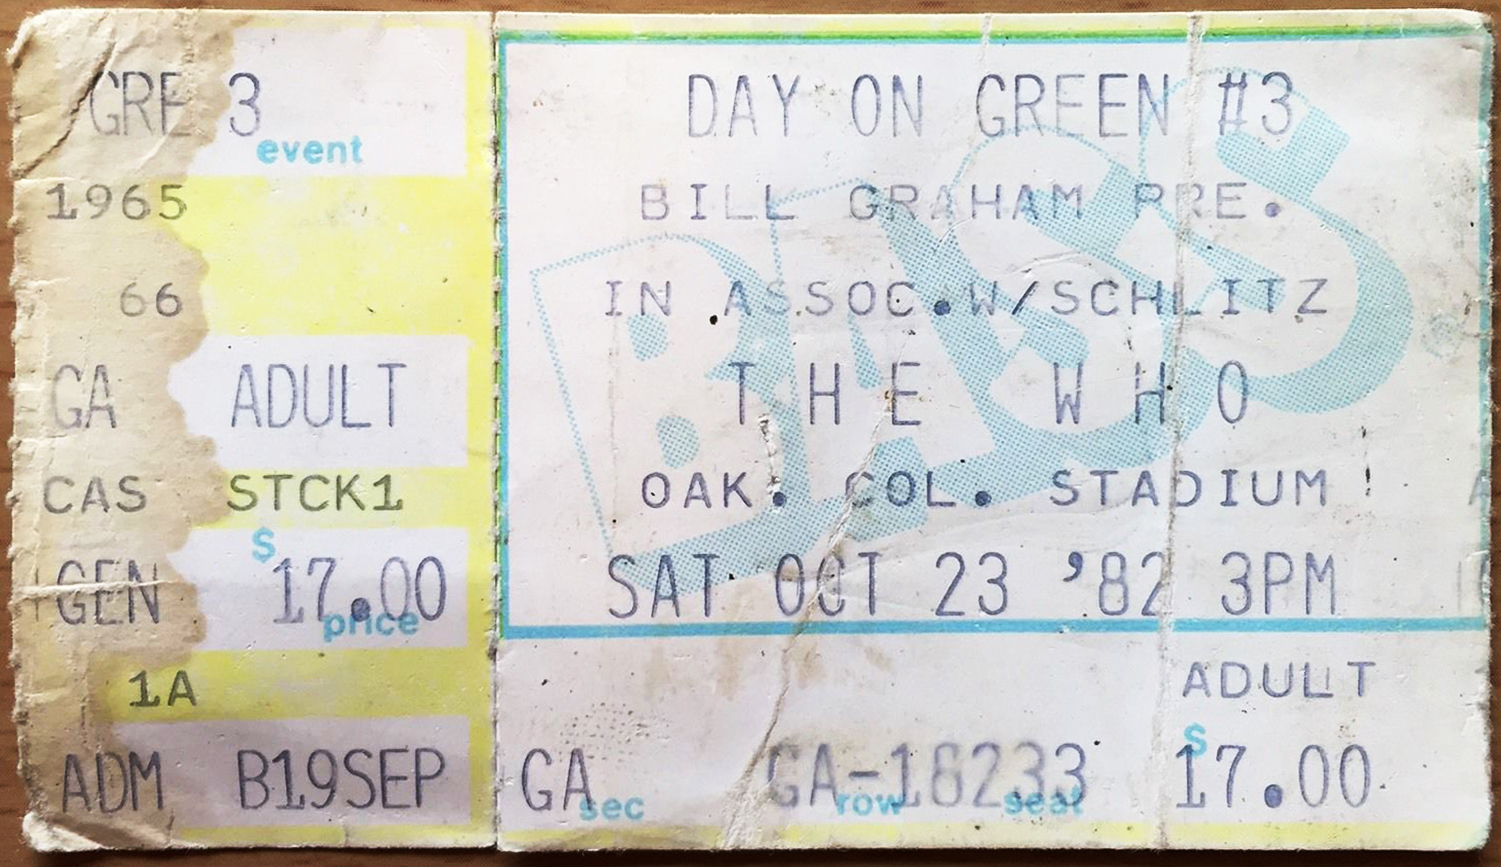 GRE 3
event
1965
66
GA ADULT
CAS STCK1
$
GEN 17.00
price
1A
ADM B19SEP
BASS
DAY ON GREEN #3
BILL GRAHAM PRE.
IN ASSOC.W/SCHLITZ
THE WHO
OAK. COL. STADIUM
SAT OCT 23 '82 3PM
ADULT
$
GA GA-18233 17.00
sec row seat